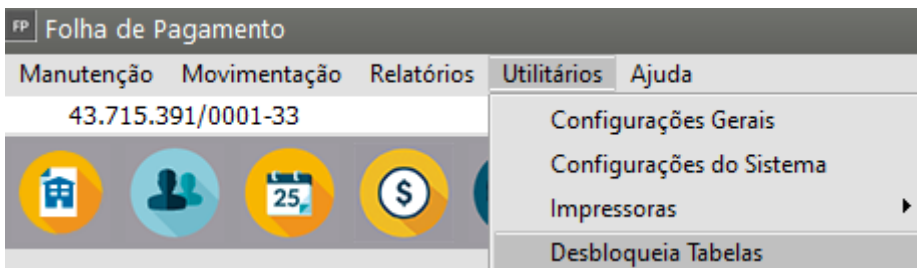 FP Folha de Pagamento
Manutenção Movimentação Relatórios Utilitários Ajuda
43.715.391/0001-33
Configurações Gerais
Configurações do Sistema
25
$
Impressoras
Desbloqueia Tabelas